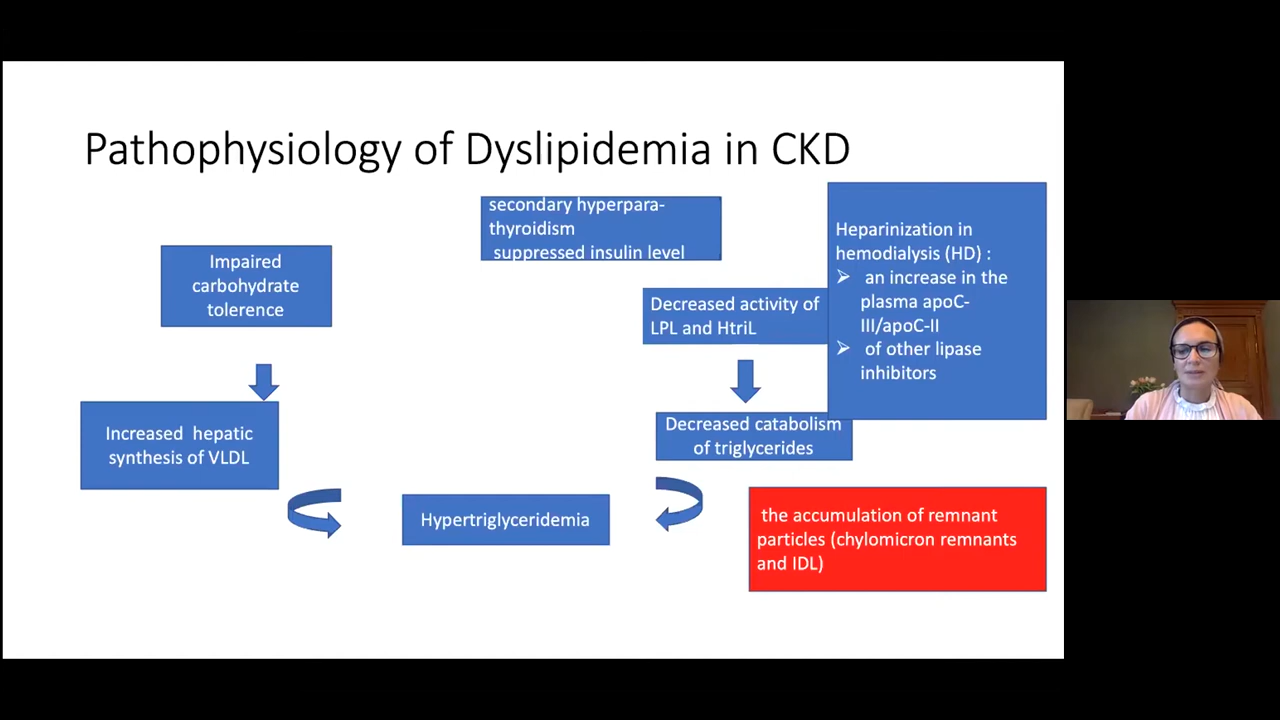 Pathophysiology of Dyslipidemia in CKD
secondary hyperpara-
thyroidism
suppressed insulin level
Impaired
carbohydrate
tolerence
Heparinization in
hemodialysis (HD) :
➢ an increase in the
plasma apoC-
III/apoC-II
➢ of other lipase
inhibitors
Decreased activity of
LPL and HtriL
Increased hepatic
synthesis of VLDL
Decreased catabolism
of triglycerides
Hypertriglyceridemia
the accumulation of remnant
particles (chylomicron remnants
and IDL)